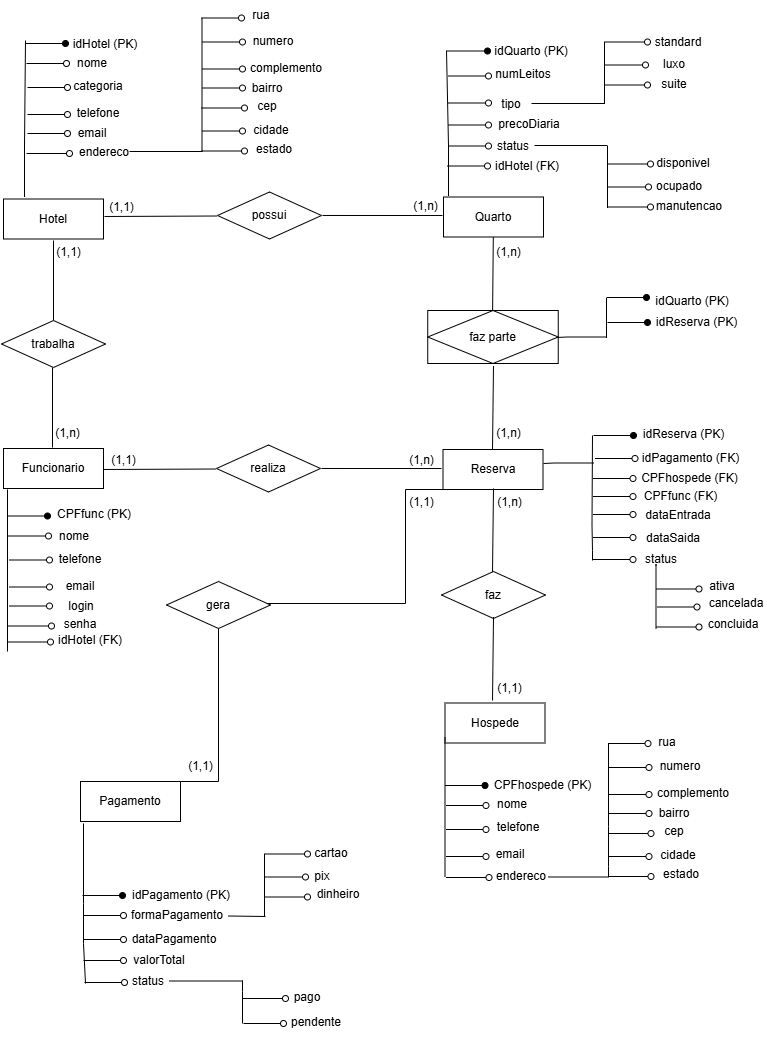 idHotel (PK)
nome
categoria
telefone
email
endereco
rua
numero
complemento
bairro
cep
cidade
estado
idQuarto (PK)
numLeitos
tipo
precoDiaria
status
idHotel (FK)
standard
luxo
suite
disponivel
ocupado
manutencao
Hotel
(1,1)
possui
(1,n)
Quarto
(1,1)
(1,n)
trabalha
faz parte
idQuarto (PK)
idReserva (PK)
(1,n)
(1,n)
Funcionario
(1,1)
realiza
(1,n)
Reserva
(1,1)
(1,n)
idReserva (PK)
idPagamento (FK)
CPFhospede (FK)
CPFfunc (FK)
dataEntrada
dataSaida
status
ativa
cancelada
concluida
CPFfunc (PK)
nome
telefone
email
login
senha
idHotel (FK)
gera
faz
(1,1)
(1,1)
Hospede
Pagamento
CPFhospede (PK)
nome
telefone
email
endereco
rua
numero
complemento
bairro
cep
cidade
estado
idPagamento (PK)
formaPagamento
dataPagamento
valorTotal
status
cartao
pix
dinheiro
pago
pendente